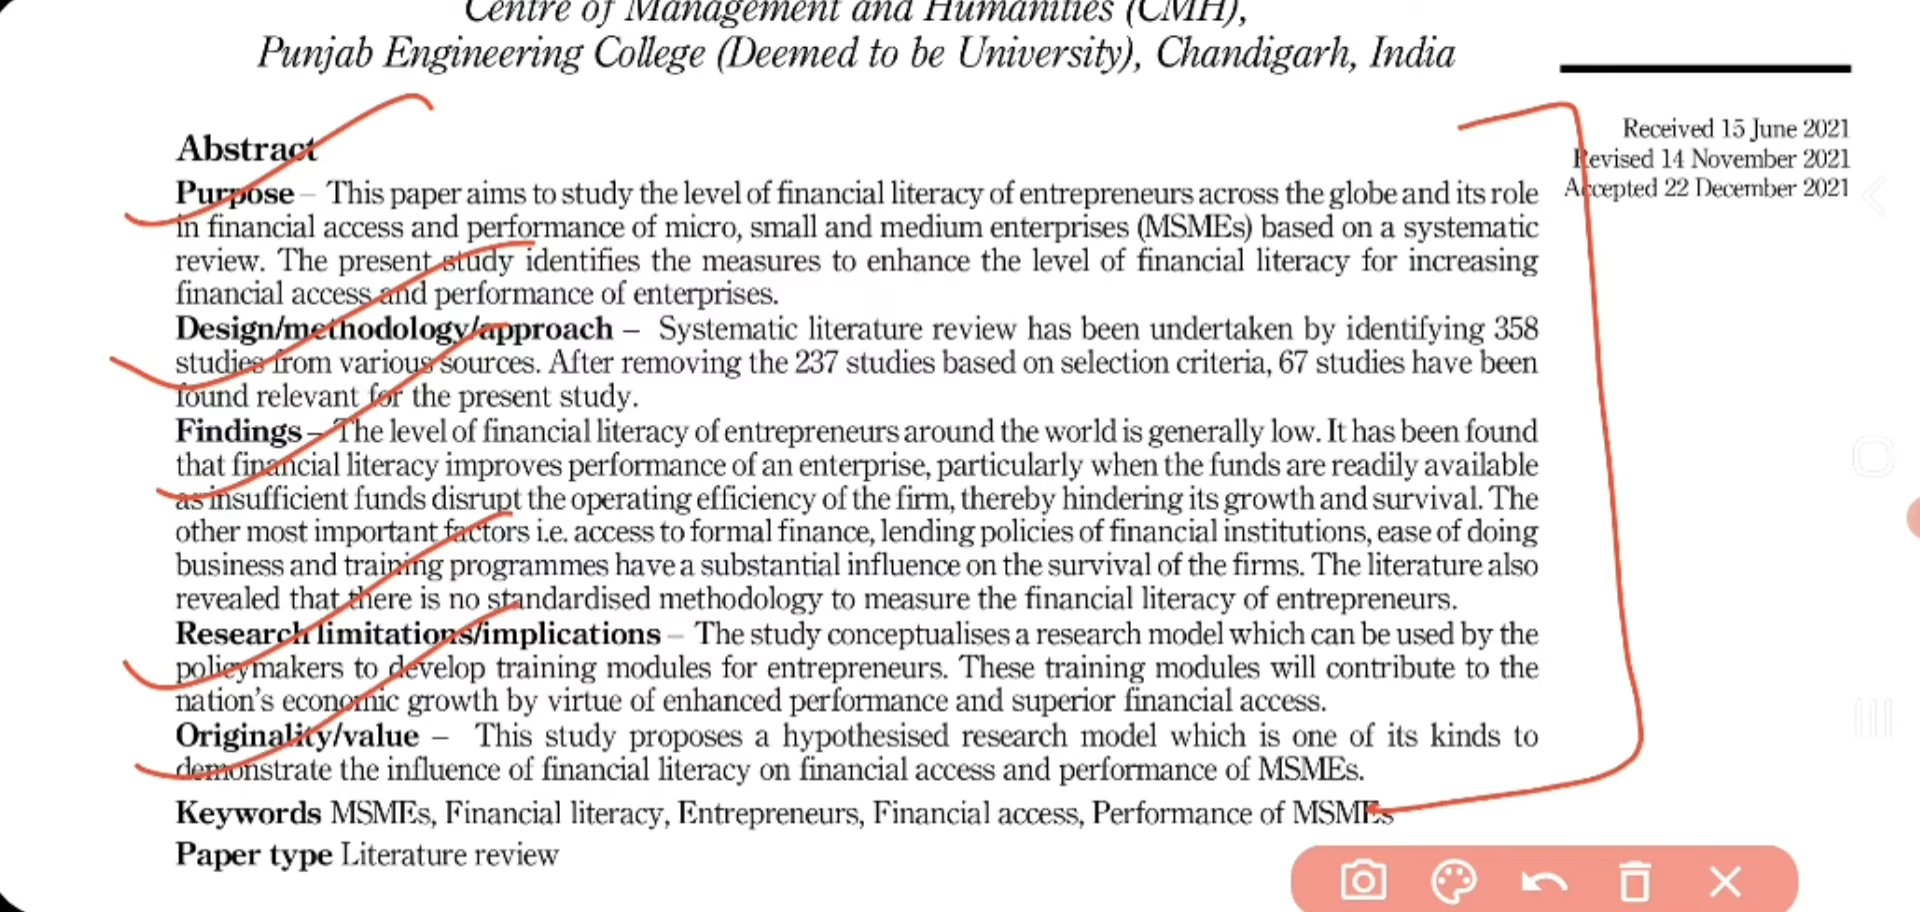 Centre of Management and Humanities (CMH),
Punjab Engineering College (Deemed to be University), Chandigarh, India
Received 15 June 2021
Revised 14 November 2021
Accepted 22 December 2021
Abstract
Purpose – This paper aims to study the level of financial literacy of entrepreneurs across the globe and its role
in financial access and performance of micro, small and medium enterprises (MSMEs) based on a systematic
review. The present study identifies the measures to enhance the level of financial literacy for increasing
financial access and performance of enterprises.
Design/methodology/approach – Systematic literature review has been undertaken by identifying 358
studies from various sources. After removing the 237 studies based on selection criteria, 67 studies have been
found relevant for the present study.
Findings – The level of financial literacy of entrepreneurs around the world is generally low. It has been found
that financial literacy improves performance of an enterprise, particularly when the funds are readily available
as insufficient funds disrupt the operating efficiency of the firm, thereby hindering its growth and survival. The
other most important factors i.e. access to formal finance, lending policies of financial institutions, ease of doing
business and training programmes have a substantial influence on the survival of the firms. The literature also
revealed that there is no standardised methodology to measure the financial literacy of entrepreneurs.
Research limitations/implications – The study conceptualises a research model which can be used by the
policymakers to develop training modules for entrepreneurs. These training modules will contribute to the
nation's economic growth by virtue of enhanced performance and superior financial access.
Originality/value – This study proposes a hypothesised research model which is one of its kinds to
demonstrate the influence of financial literacy on financial access and performance of MSMEs.
Keywords MSMEs, Financial literacy, Entrepreneurs, Financial access, Performance of MSMEs
Paper type Literature review